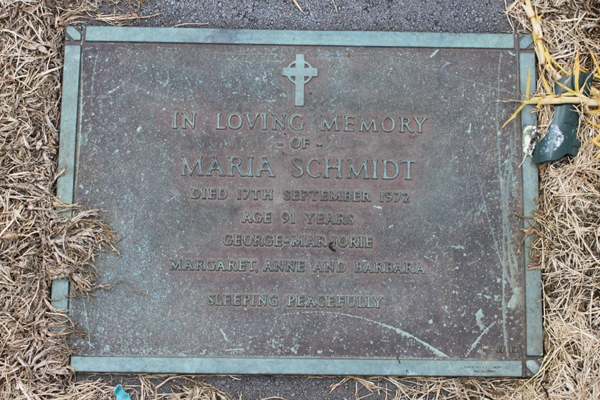 IN LOVING MEMORY
- OF -
MARIA SCHMIDT
DIED 17TH SEPTEMBER 1972
AGE 91 YEARS
GEORGE-MARJORIE
MARGARET, ANNE AND BARBARA
SLEEPING PEACEFULLY